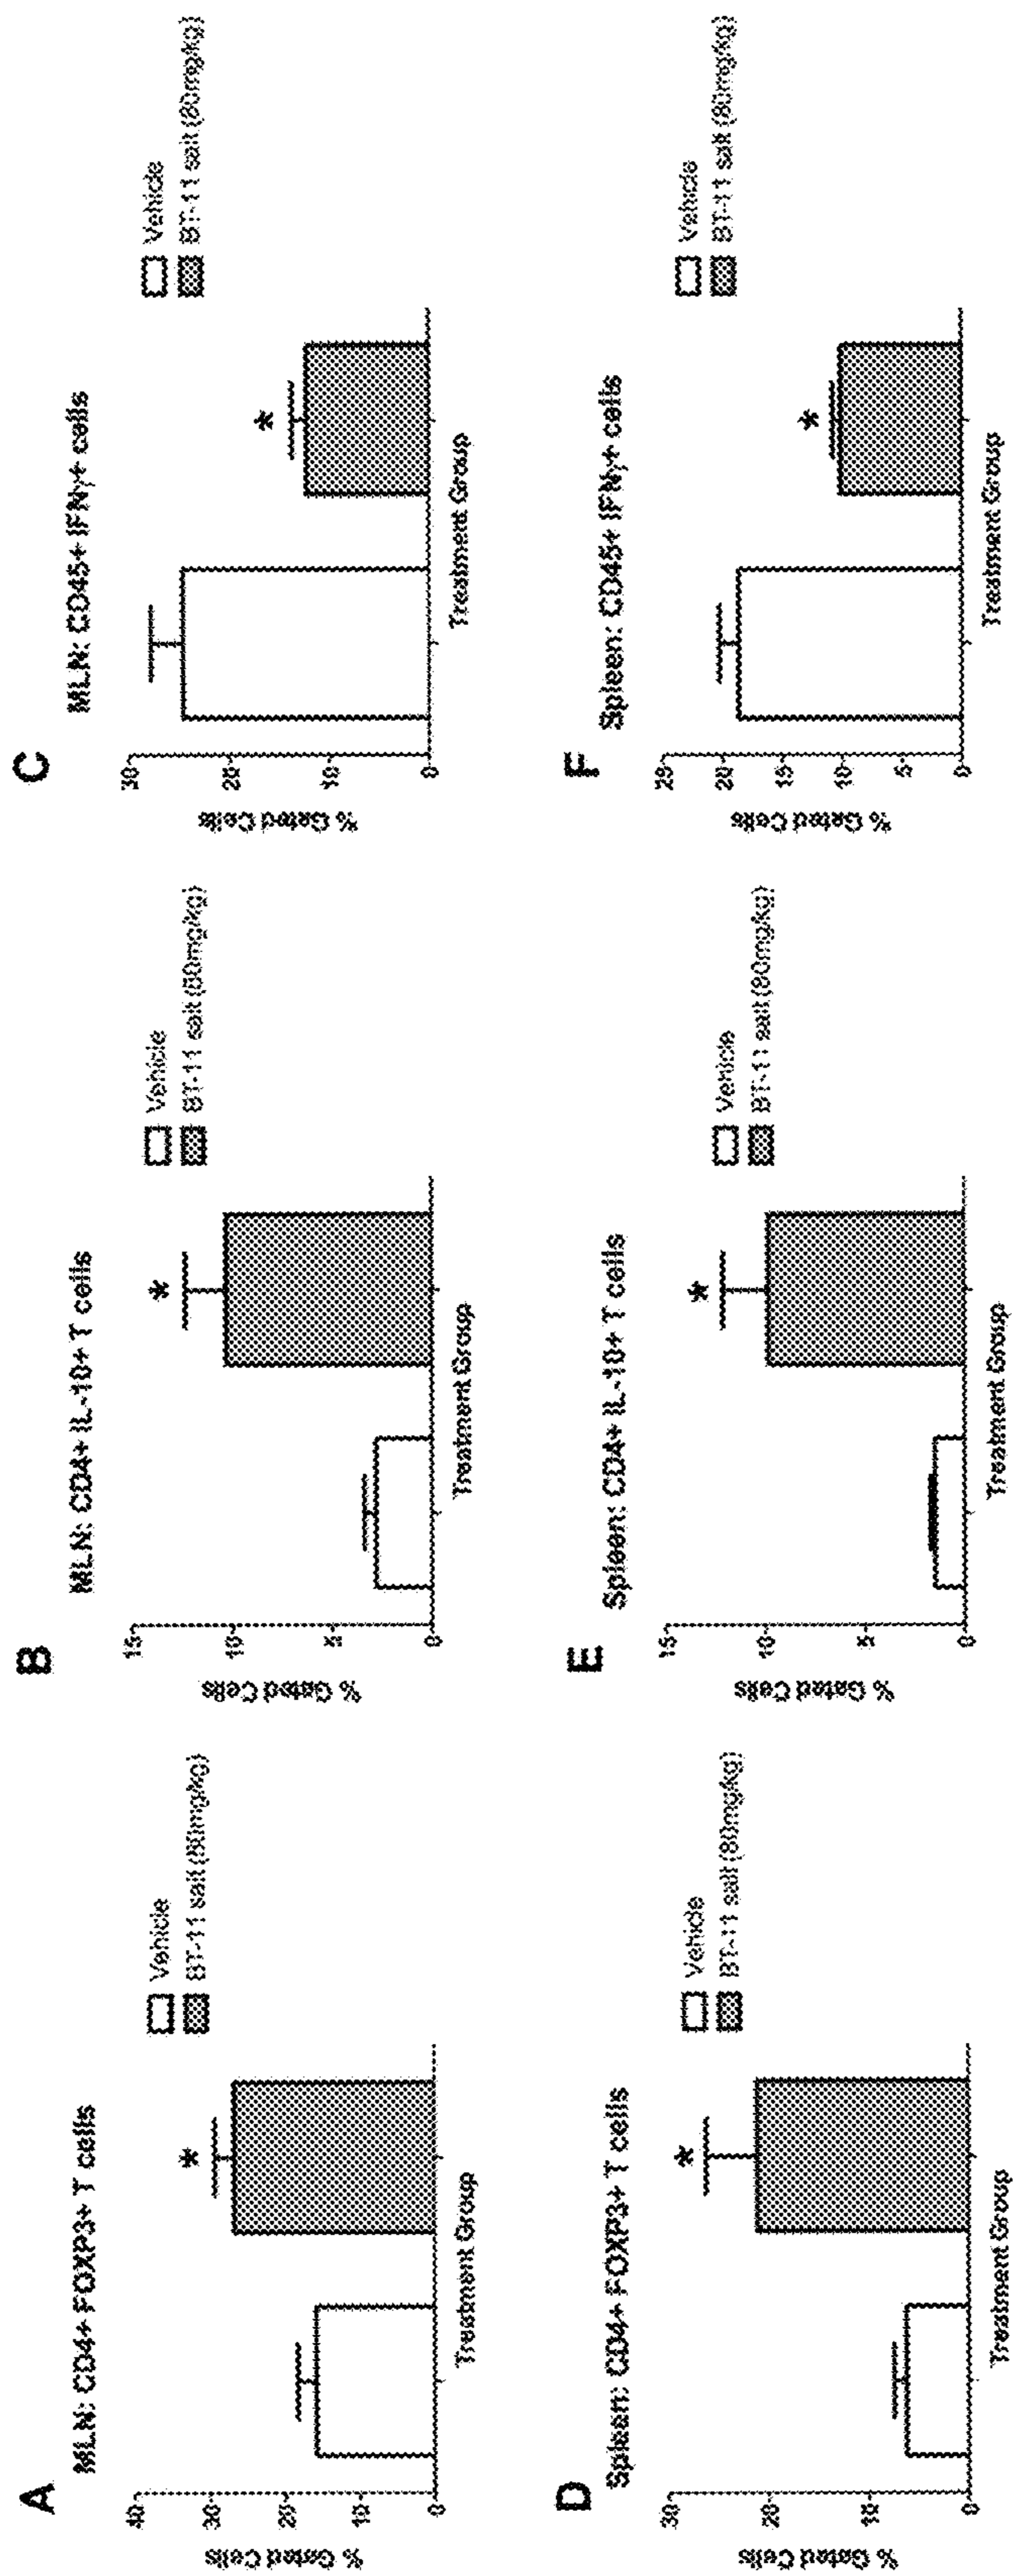 A
MLN: CD4+ FOXP3+ T cells
Vehicle
BT-11 salt (80mg/kg)
% Gated Cells
40
30
20
10
0
Treatment Group
*
B
MLN: CD4+ IL-10+ T cells
Vehicle
BT-11 salt (80mg/kg)
% Gated Cells
15
10
5
0
Treatment Group
*
C
MLN: CD45+ IFNγ+ cells
Vehicle
BT-11 salt (80mg/kg)
% Gated Cells
30
20
10
0
Treatment Group
*
D
Spleen: CD4+ FOXP3+ T cells
Vehicle
BT-11 salt (80mg/kg)
% Gated Cells
30
20
10
0
Treatment Group
*
E
Spleen: CD4+ IL-10+ T cells
Vehicle
BT-11 salt (80mg/kg)
% Gated Cells
15
10
5
0
Treatment Group
*
F
Spleen: CD45+ IFNγ+ cells
Vehicle
BT-11 salt (80mg/kg)
% Gated Cells
25
20
15
10
5
0
Treatment Group
*